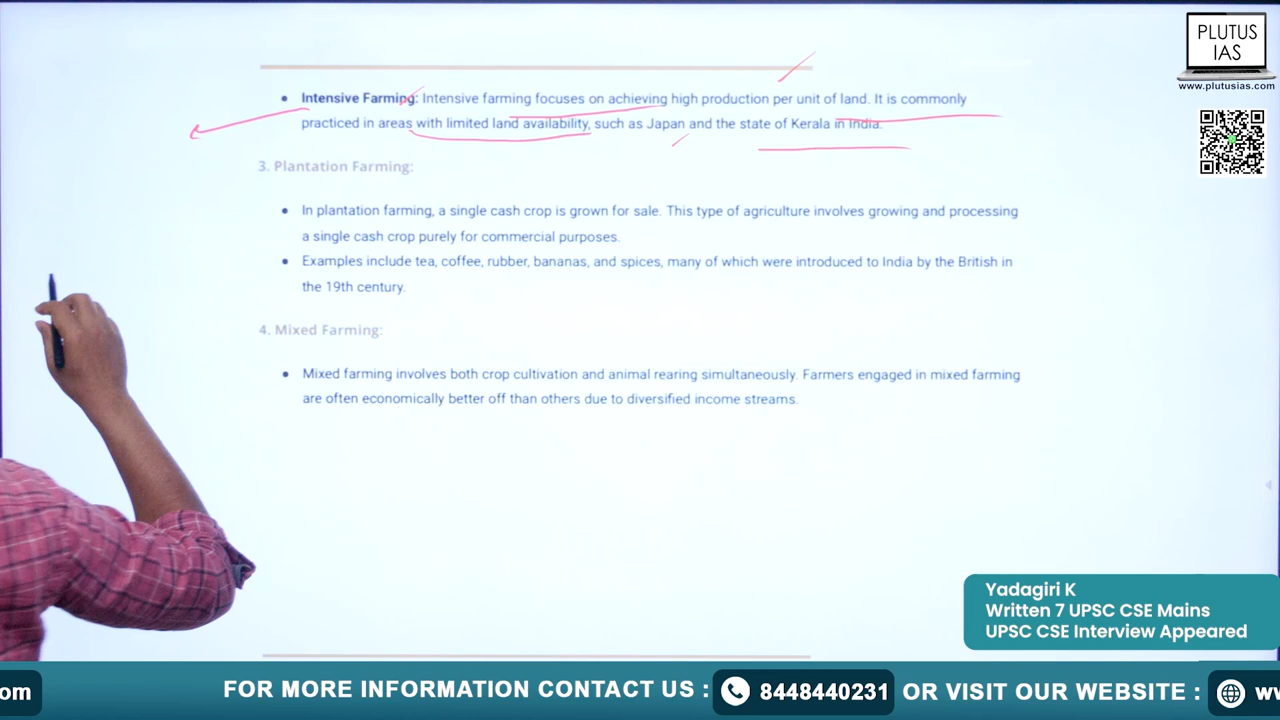 PLUTUS
IAS
www.plutusias.com
Intensive Farming: Intensive farming focuses on achieving high production per unit of land. It is commonly
practiced in areas with limited land availability, such as Japan and the state of Kerala in India.
3. Plantation Farming:
In plantation farming, a single cash crop is grown for sale. This type of agriculture involves growing and processing
a single cash crop purely for commercial purposes.
Examples include tea, coffee, rubber, bananas, and spices, many of which were introduced to India by the British in
the 19th century.
4. Mixed Farming:
Mixed farming involves both crop cultivation and animal rearing simultaneously. Farmers engaged in mixed farming
are often economically better off than others due to diversified income streams.
Yadagiri K
Written 7 UPSC CSE Mains
UPSC CSE Interview Appeared
om FOR MORE INFORMATION CONTACT US : 8448440231 OR VISIT OUR WEBSITE : w